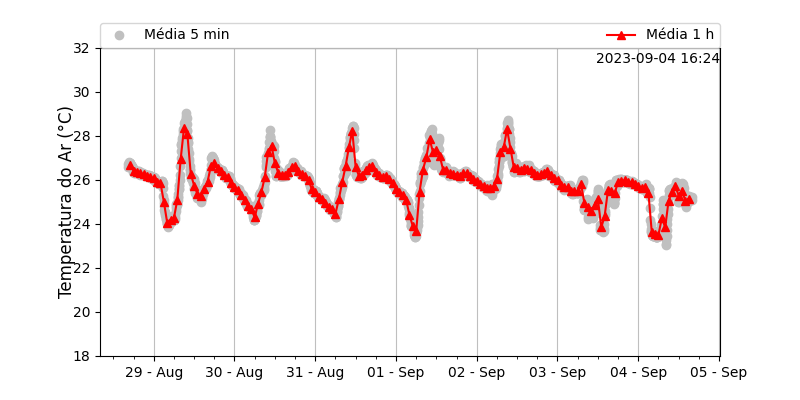 Média 5 min
Média 1 h
2023-09-04 16:24
Temperatura do Ar (°C)
32
30
28
26
24
22
20
18
29 - Aug
30 - Aug
31 - Aug
01 - Sep
02 - Sep
03 - Sep
04 - Sep
05 - Sep